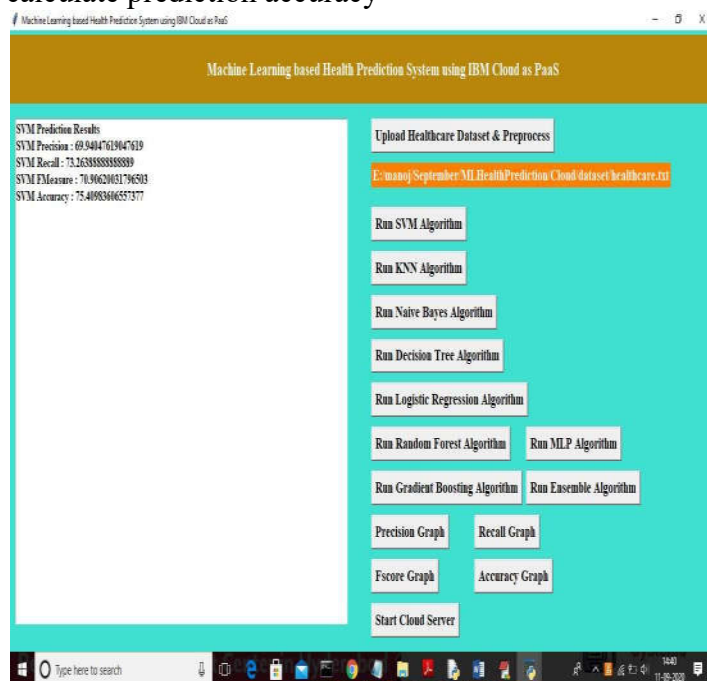 calculate prediction accuracy
Machine Learning based Health Prediction System using IBM Cloud as PaaS
Machine Learning based Health Prediction System using IBM Cloud as PaaS
SVM Prediction Results
SVM Precision : 69.94047619047619
SVM Recall : 73.26388888888889
SVM FMeasure : 70.90620031796503
SVM Accuracy : 75.40983606557377
Upload Healthcare Dataset & Preprocess
E:/manoj/September/MLHealthPrediction/Cloud/dataset/healthcare.txt
Run SVM Algorithm
Run KNN Algorithm
Run Naive Bayes Algorithm
Run Decision Tree Algorithm
Run Logistic Regression Algorithm
Run Random Forest Algorithm Run MLP Algorithm
Run Gradient Boosting Algorithm Run Ensemble Algorithm
Precision Graph Recall Graph
Fscore Graph Accuracy Graph
Start Cloud Server
Type here to search
14:40
11-09-2020